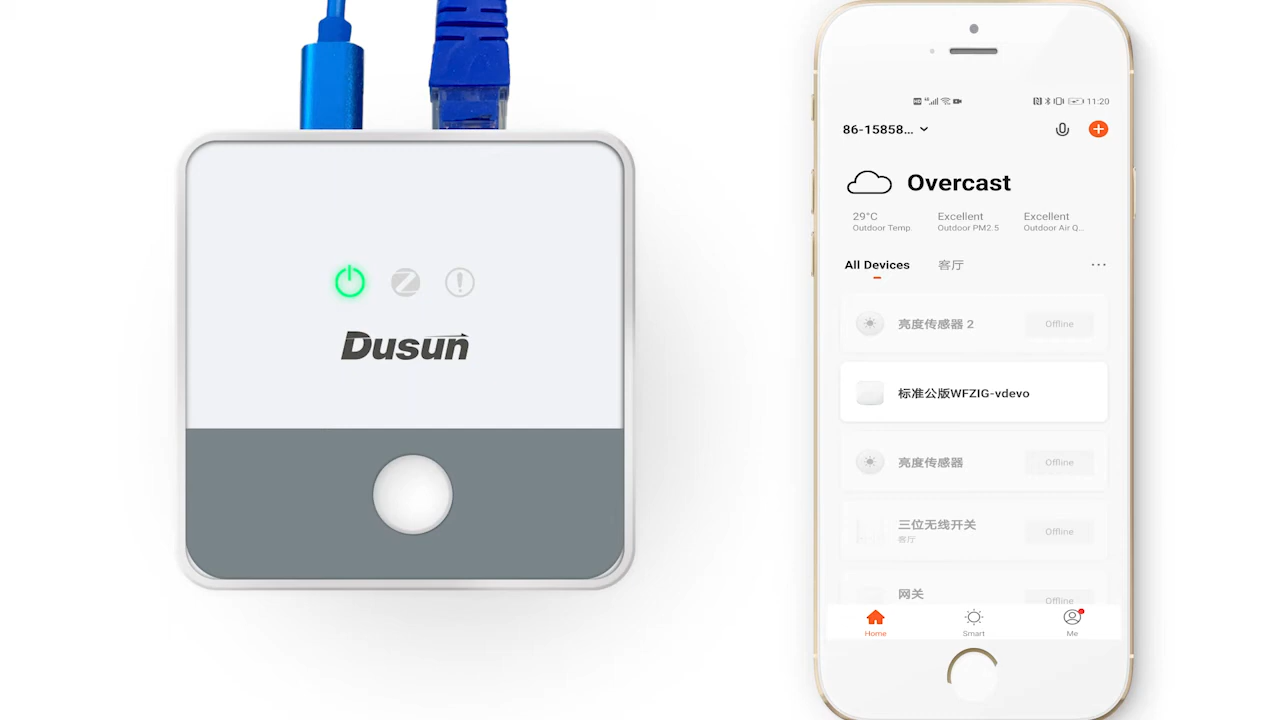 Dusun
11:20
86-15858...
Overcast
29°C
Excellent
Excellent
Outdoor Temp.
Outdoor PM2.5
Outdoor Air Q...
All Devices
客厅
亮度传感器 2
Offline
标准公版WFZIG-vdevo
亮度传感器
Offline
三位无线开关
客厅
Offline
网关
Offline
Home
Smart
Me